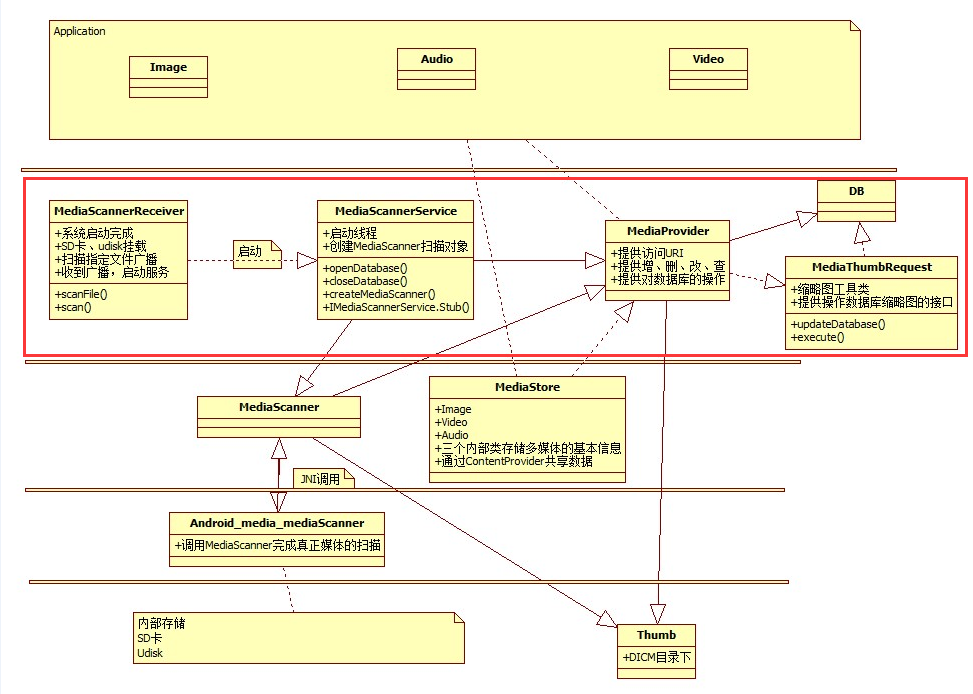 Application
Image
Audio
Video
DB
MediaScannerReceiver
+系统启动完成
+SD卡、udisk挂载
+扫描指定文件广播
+收到广播，启动服务
+scanFile()
+scan()
启动
MediaScannerService
+启动线程
+创建MediaScanner扫描对象
+openDatabase()
+closeDatabase()
+createMediaScanner()
+IMediaScannerService.Stub()
MediaProvider
+提供访问URI
+提供增、删、改、查
+提供对数据库的操作
MediaThumbRequest
+缩略图工具类
+提供操作数据库缩略图的接口
+updateDatabase()
+execute()
MediaScanner
MediaStore
+Image
+Video
+Audio
+三个内部类存储多媒体的基本信息
+通过ContentProvider共享数据
JNI调用
Android_media_mediaScanner
+调用MediaScanner完成真正媒体的扫描
内部存储
SD卡
Udisk
Thumb
+DICM目录下